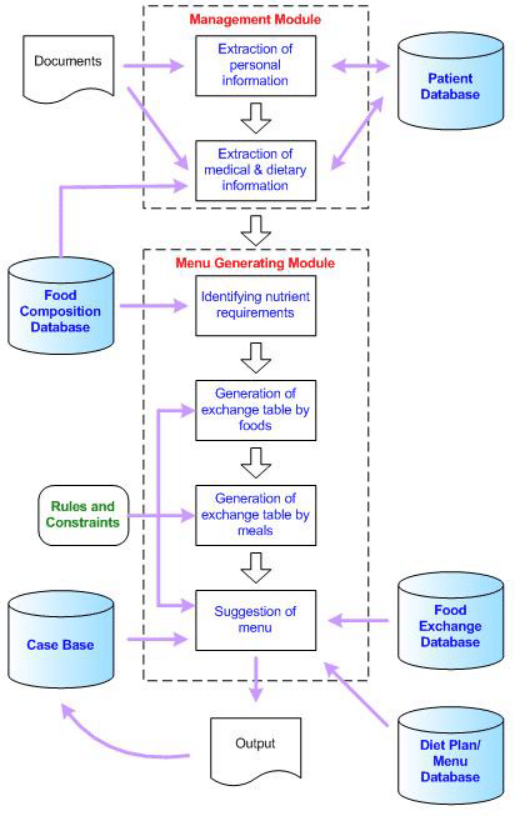 Management Module
Documents
Extraction of
personal
information
Patient
Database
Extraction of
medical & dietary
information
Menu Generating Module
Food
Composition
Database
Identifying nutrient
requirements
Generation of
exchange table by
foods
Rules and
Constraints
Generation of
exchange table by
meals
Case Base
Suggestion of
menu
Food
Exchange
Database
Output
Diet Plan/
Menu
Database